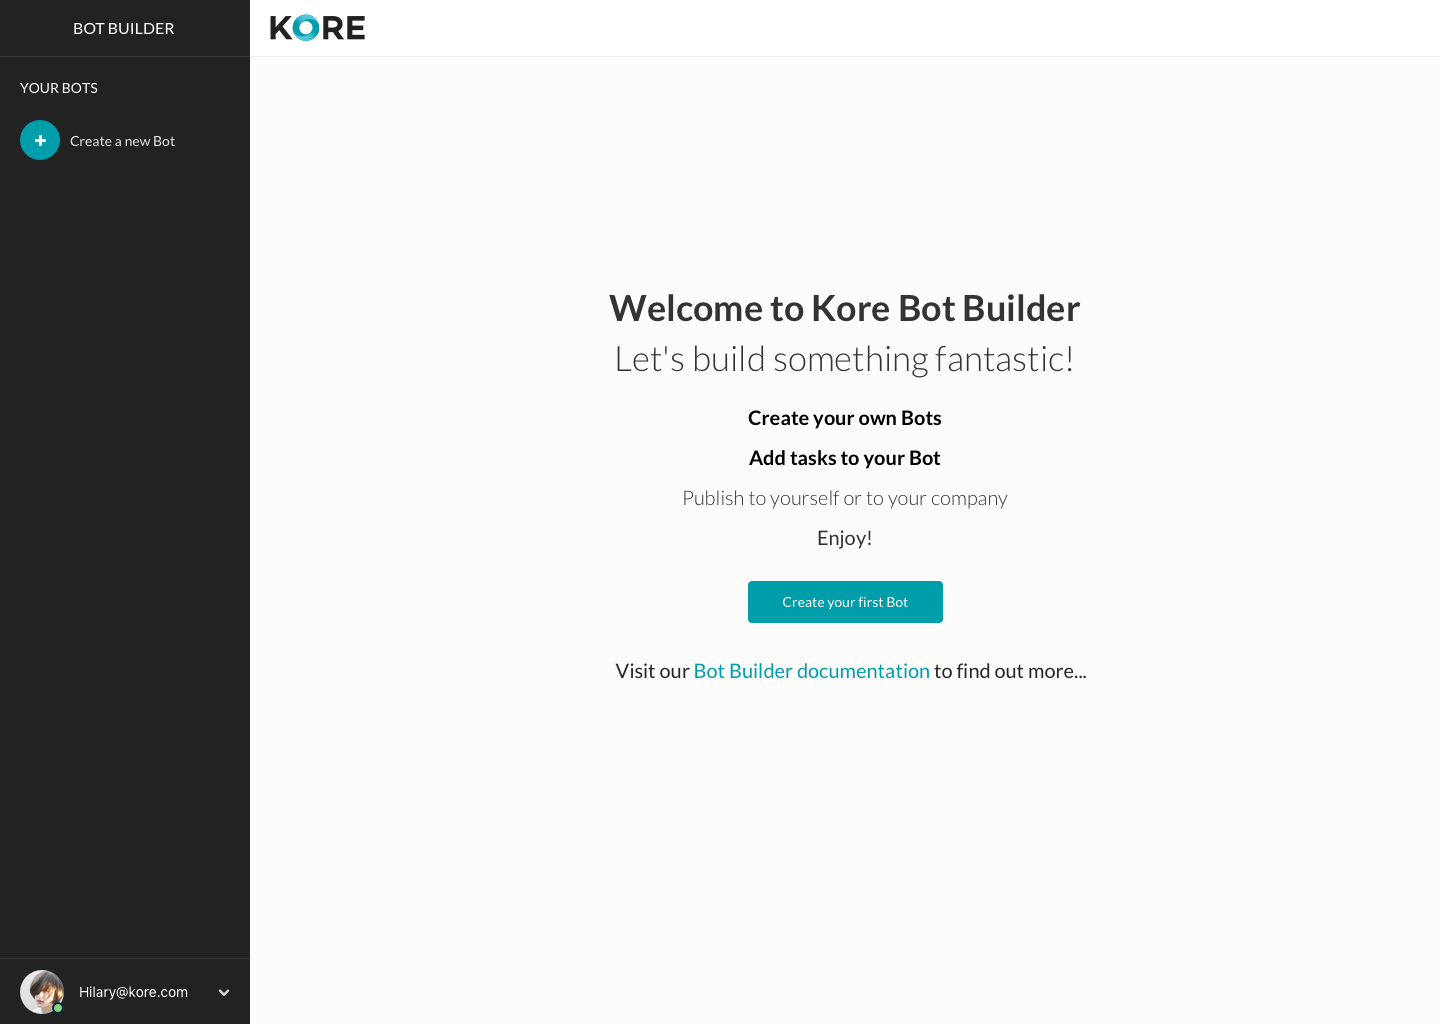 BOT BUILDER
KORE
YOUR BOTS
Create a new Bot
Welcome to Kore Bot Builder
Let's build something fantastic!
Create your own Bots
Add tasks to your Bot
Publish to yourself or to your company
Enjoy!
Create your first Bot
Visit our Bot Builder documentation to find out more...
Hilary@kore.com